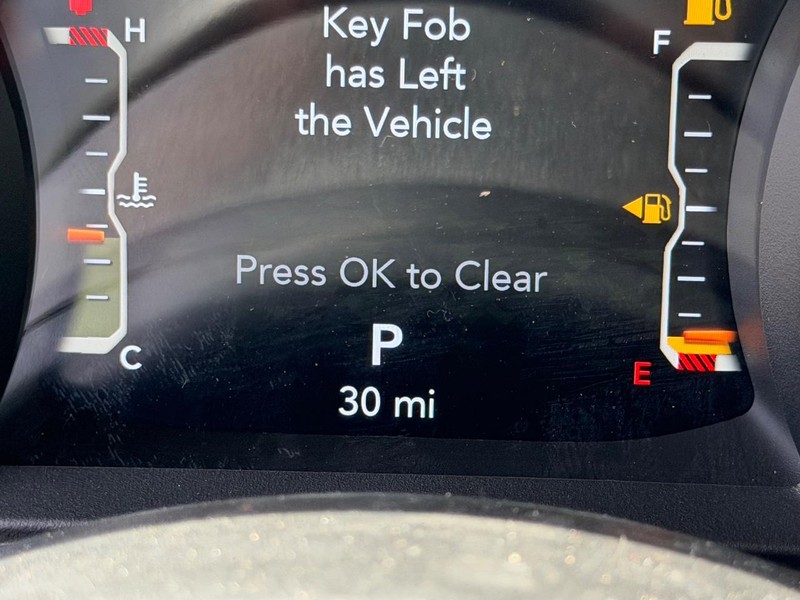 H
F
Key Fob
has Left
the Vehicle
Press OK to Clear
P
C
E
30 mi